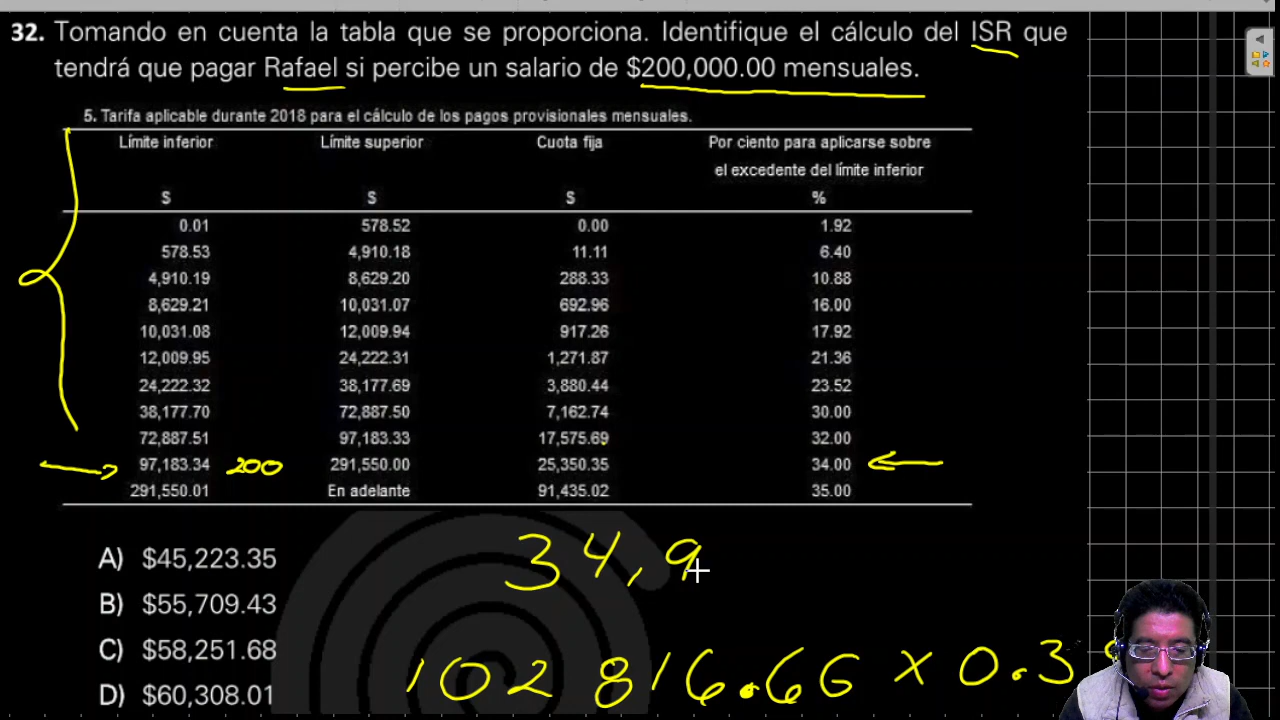 32. Tomando en cuenta la tabla que se proporciona. Identifique el cálculo del ISR que
tendrá que pagar Rafael si percibe un salario de $200,000.00 mensuales.
5. Tarifa aplicable durante 2018 para el cálculo de los pagos provisionales mensuales.
Límite inferior Límite superior Cuota fija Por ciento para aplicarse sobre
el excedente del límite inferior
$ $ $ %
0.01 578.52 0.00 1.92
578.53 4,910.18 11.11 6.40
4,910.19 8,629.20 288.33 10.88
8,629.21 10,031.07 692.96 16.00
10,031.08 12,009.94 917.26 17.92
12,009.95 24,222.31 1,271.87 21.36
24,222.32 38,177.69 3,880.44 23.52
38,177.70 72,887.50 7,162.74 30.00
72,887.51 97,183.33 17,575.69 32.00
97,183.34 200 291,550.00 25,350.35 34.00
291,550.01 En adelante 91,435.02 35.00
34,9
A) $45,223.35
B) $55,709.43
C) $58,251.68
D) $60,308.01
102 816.66 x 0.3